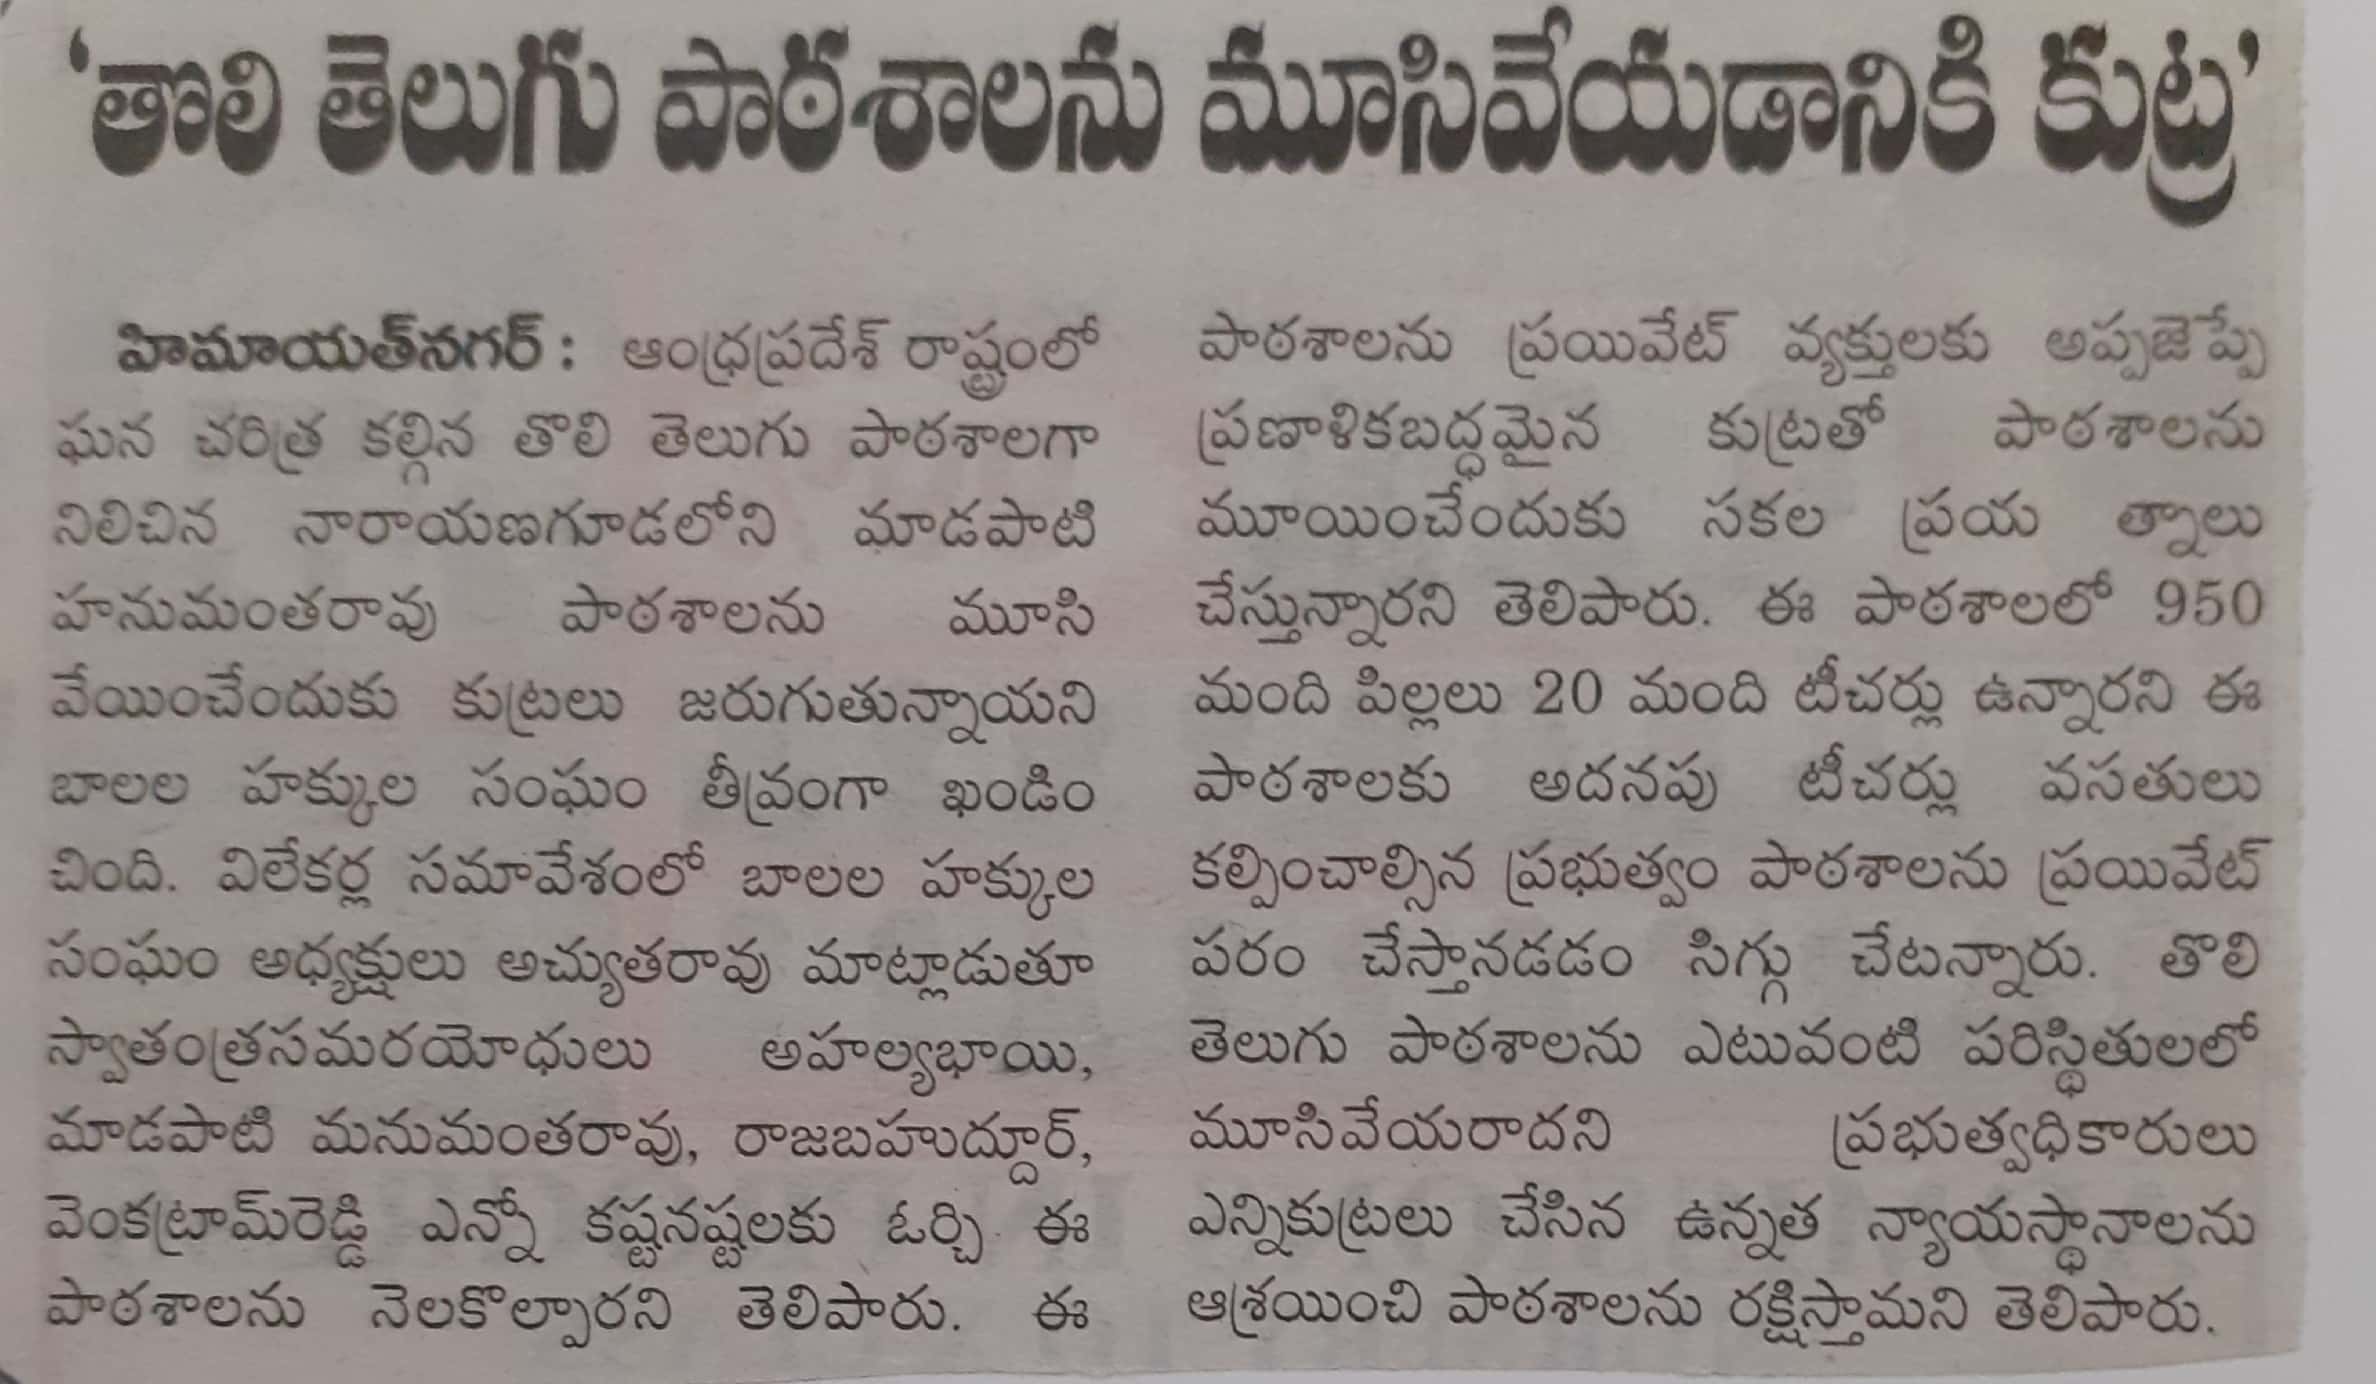 'తొలి తెలుగు పాఠశాలను మూసివేయడానికి కుట్ర'
హిమాయత్‌నగర్ : ఆంధ్రప్రదేశ్ రాష్ట్రంలో
ఘన చరిత్ర కల్గిన తొలి తెలుగు పాఠశాలగా
నిలిచిన నారాయణగూడలోని మాడపాటి
హనుమంతరావు పాఠశాలను మూసి
వేయించేందుకు కుట్రలు జరుగుతున్నాయని
బాలల హక్కుల సంఘం తీవ్రంగా ఖండిం
చింది. విలేకర్ల సమావేశంలో బాలల హక్కుల
సంఘం అధ్యక్షులు అచ్యుతరావు మాట్లాడుతూ
స్వాతంత్రసమరయోధులు అహల్యభాయి,
మాడపాటి మనుమంతరావు, రాజబహుద్దూర్,
వెంకట్రామ్‌రెడ్డి ఎన్నో కష్టనష్టలకు ఓర్చి ఈ
పాఠశాలను నెలకొల్పారని తెలిపారు. ఈ
పాఠశాలను ప్రయివేట్ వ్యక్తులకు అప్పజెప్పే
ప్రణాళికబద్ధమైన కుట్రతో పాఠశాలను
మూయించేందుకు సకల ప్రయ త్నాలు
చేస్తున్నారని తెలిపారు. ఈ పాఠశాలలో 950
మంది పిల్లలు 20 మంది టీచర్లు ఉన్నారని ఈ
పాఠశాలకు అదనపు టీచర్లు వసతులు
కల్పించాల్సిన ప్రభుత్వం పాఠశాలను ప్రయివేట్
పరం చేస్తానడడం సిగ్గు చేటన్నారు. తొలి
తెలుగు పాఠశాలను ఎటువంటి పరిస్థితులలో
మూసివేయరాదని ప్రభుత్వధికారులు
ఎన్నికుట్రలు చేసిన ఉన్నత న్యాయస్థానాలను
ఆశ్రయించి పాఠశాలను రక్షిస్తామని తెలిపారు.